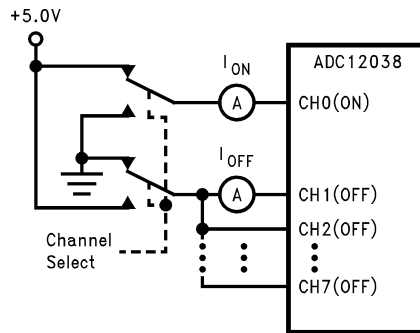 +5.0V
I ON
ADC12038
A
CH0(ON)
I OFF
A
CH1(OFF)
CH2(OFF)
Channel
Select
CH7(OFF)